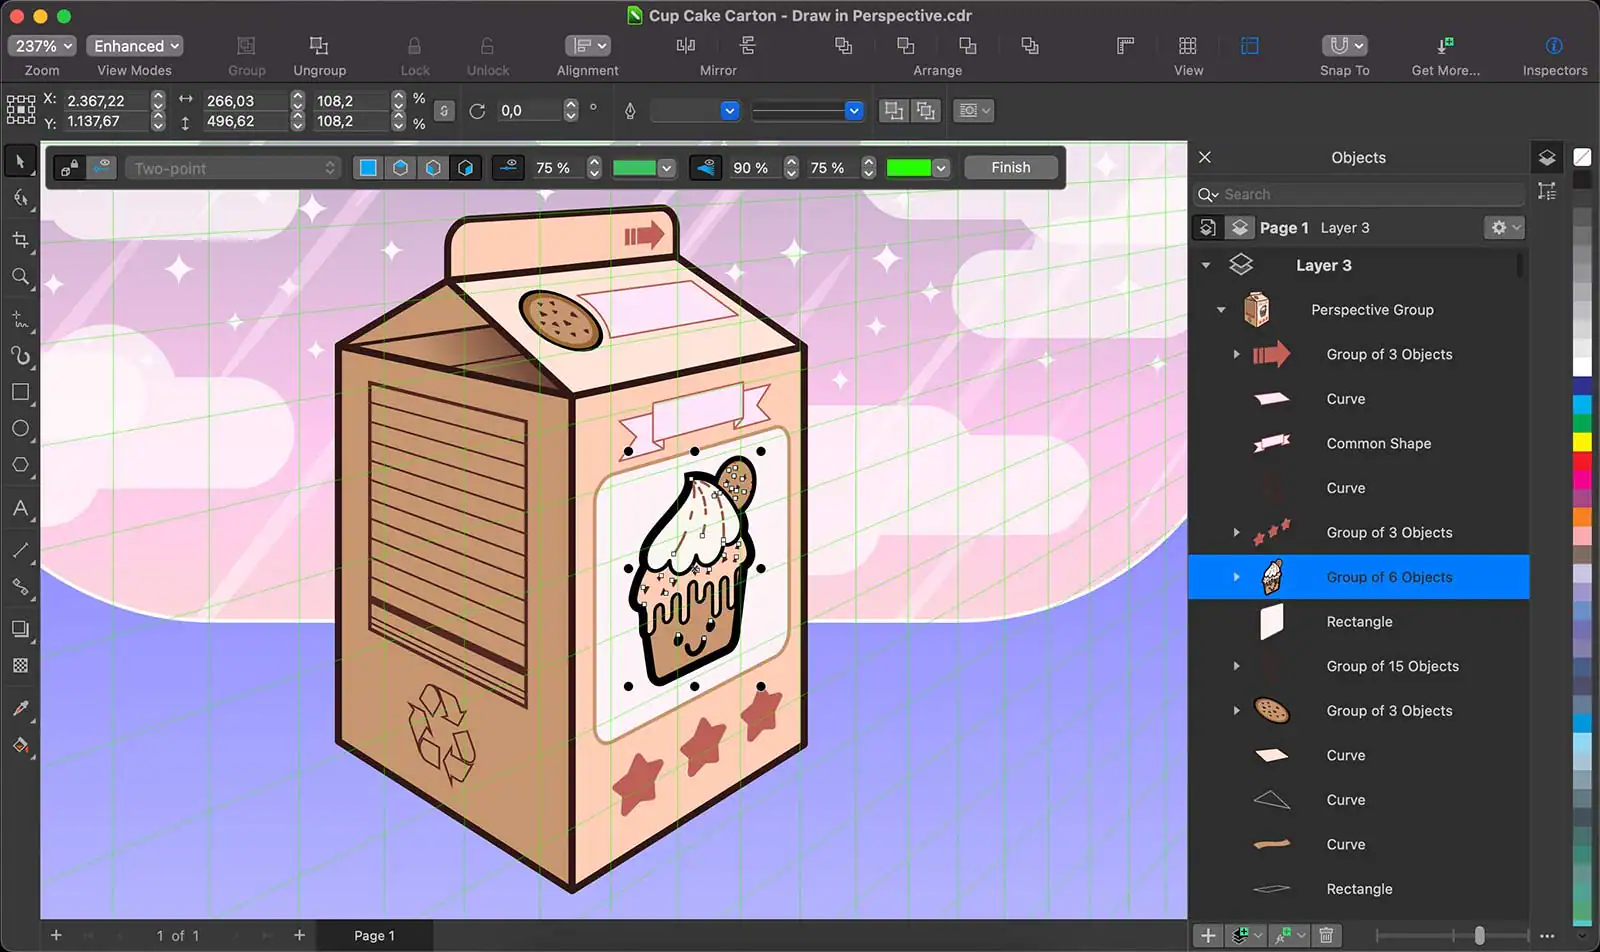 Cup Cake Carton - Draw in Perspective.cdr
237% Enhanced
Zoom View Modes Group Ungroup Lock Unlock Alignment Mirror Arrange View Snap To Get More... Inspectors
X: 2.367,22 266,03 108,2 %
Y: 1.137,67 496,62 108,2 %
0,0 °
Two-point 75 % 90 % 75 % Finish
Objects
Search
Page 1 Layer 3
Layer 3
Perspective Group
Group of 3 Objects
Curve
Common Shape
Curve
Group of 3 Objects
Group of 6 Objects
Rectangle
Group of 15 Objects
Group of 3 Objects
Curve
Curve
Curve
Rectangle
1 of 1
Page 1